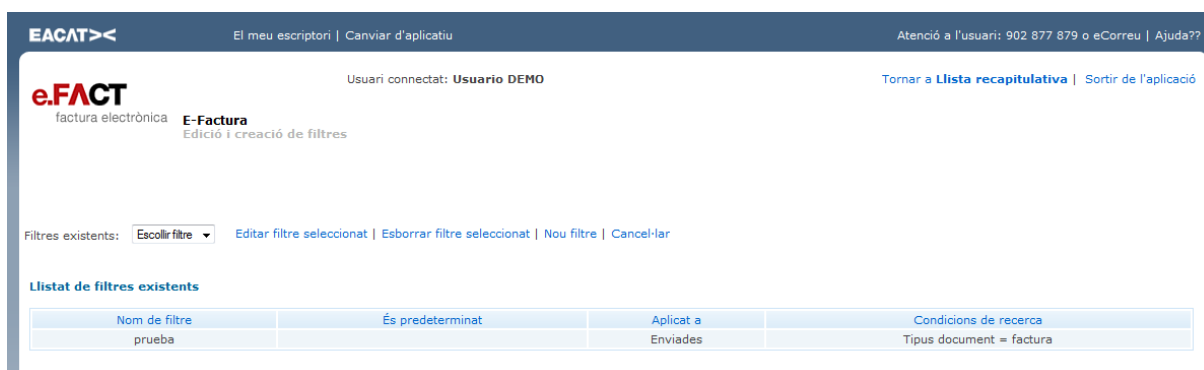 EACAT>< El meu escriptori | Canviar d'aplicatiu Atenció a l'usuari: 902 877 879 o eCorreu | Ajuda??
Usuari connectat: Usuario DEMO Tornar a Llista recapitulativa | Sortir de l'aplicació
e.FACT
factura electrònica
E-Factura
Edició i creació de filtres
Filtres existents: Escollir filtre Editar filtre seleccionat | Esborrar filtre seleccionat | Nou filtre | Cancel·lar
Llistat de filtres existents
Nom de filtre És predeterminat Aplicat a Condicions de recerca
prueba Enviades Tipus document = factura